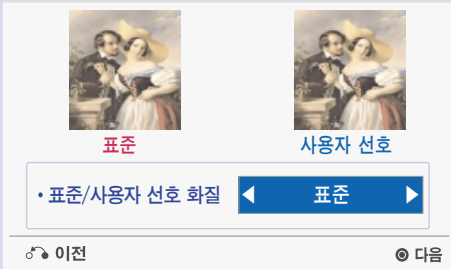 표준 사용자 선호
• 표준/사용자 선호 화질 ◀ 표준 ▶
이전 ◉ 다음